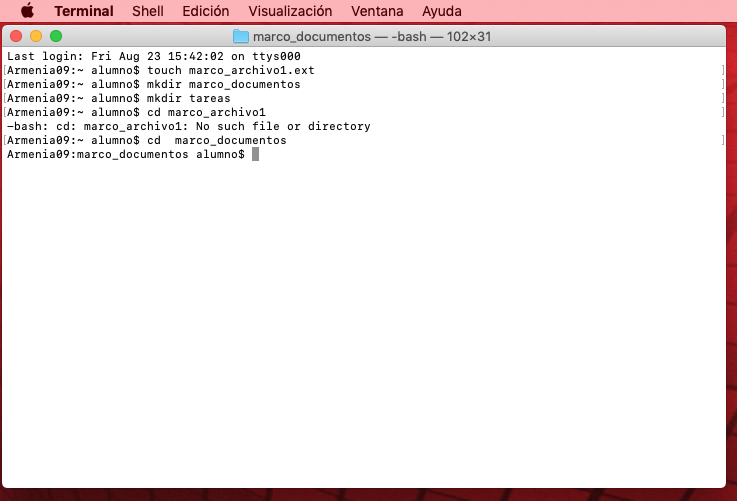 Terminal Shell Edición Visualización Ventana Ayuda
marco_documentos — -bash — 102×31
Last login: Fri Aug 23 15:42:02 on ttys000
[Armenia09:~ alumno$ touch marco_archivo1.ext ]
[Armenia09:~ alumno$ mkdir marco_documentos ]
[Armenia09:~ alumno$ mkdir tareas ]
[Armenia09:~ alumno$ cd marco_archivo1 ]
-bash: cd: marco_archivo1: No such file or directory
[Armenia09:~ alumno$ cd  marco_documentos ]
Armenia09:marco_documentos alumno$